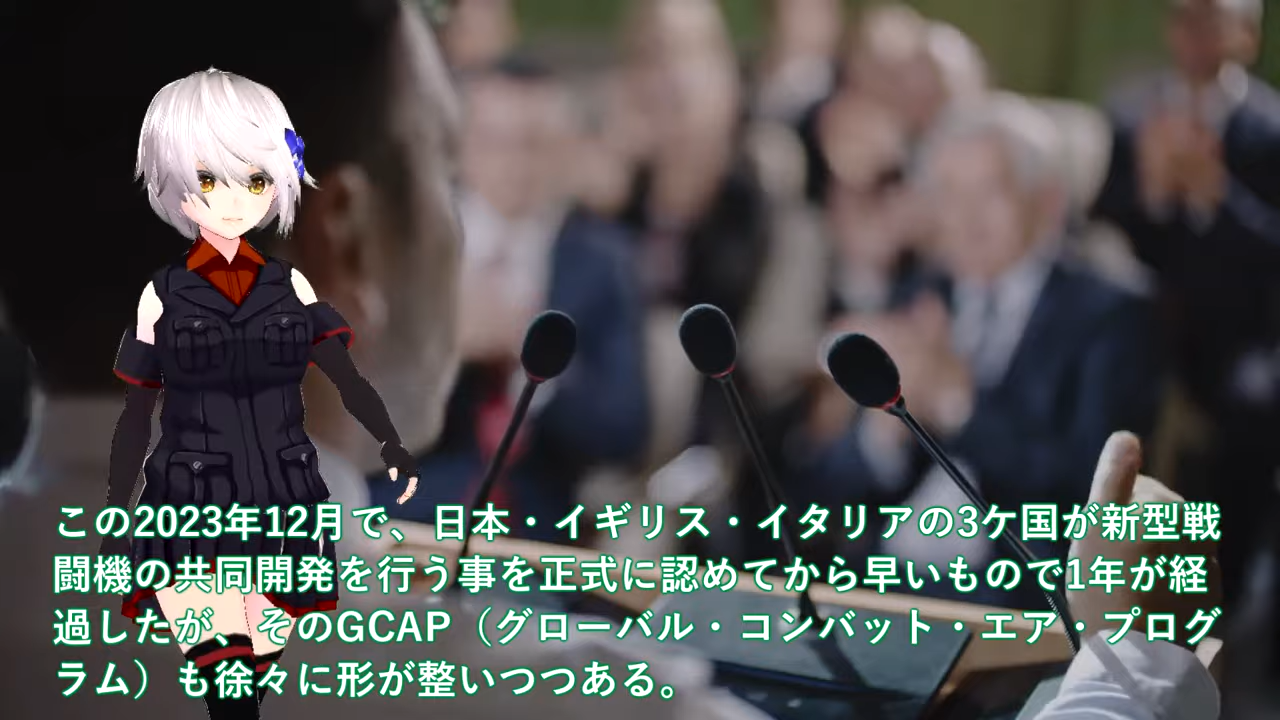 この2023年12月で、日本・イギリス・イタリアの3ケ国が新型戦
闘機の共同開発を行う事を正式に認めてから早いもので1年が経
過したが、そのGCAP（グローバル・コンバット・エア・プログ
ラム）も徐々に形が整いつつある。